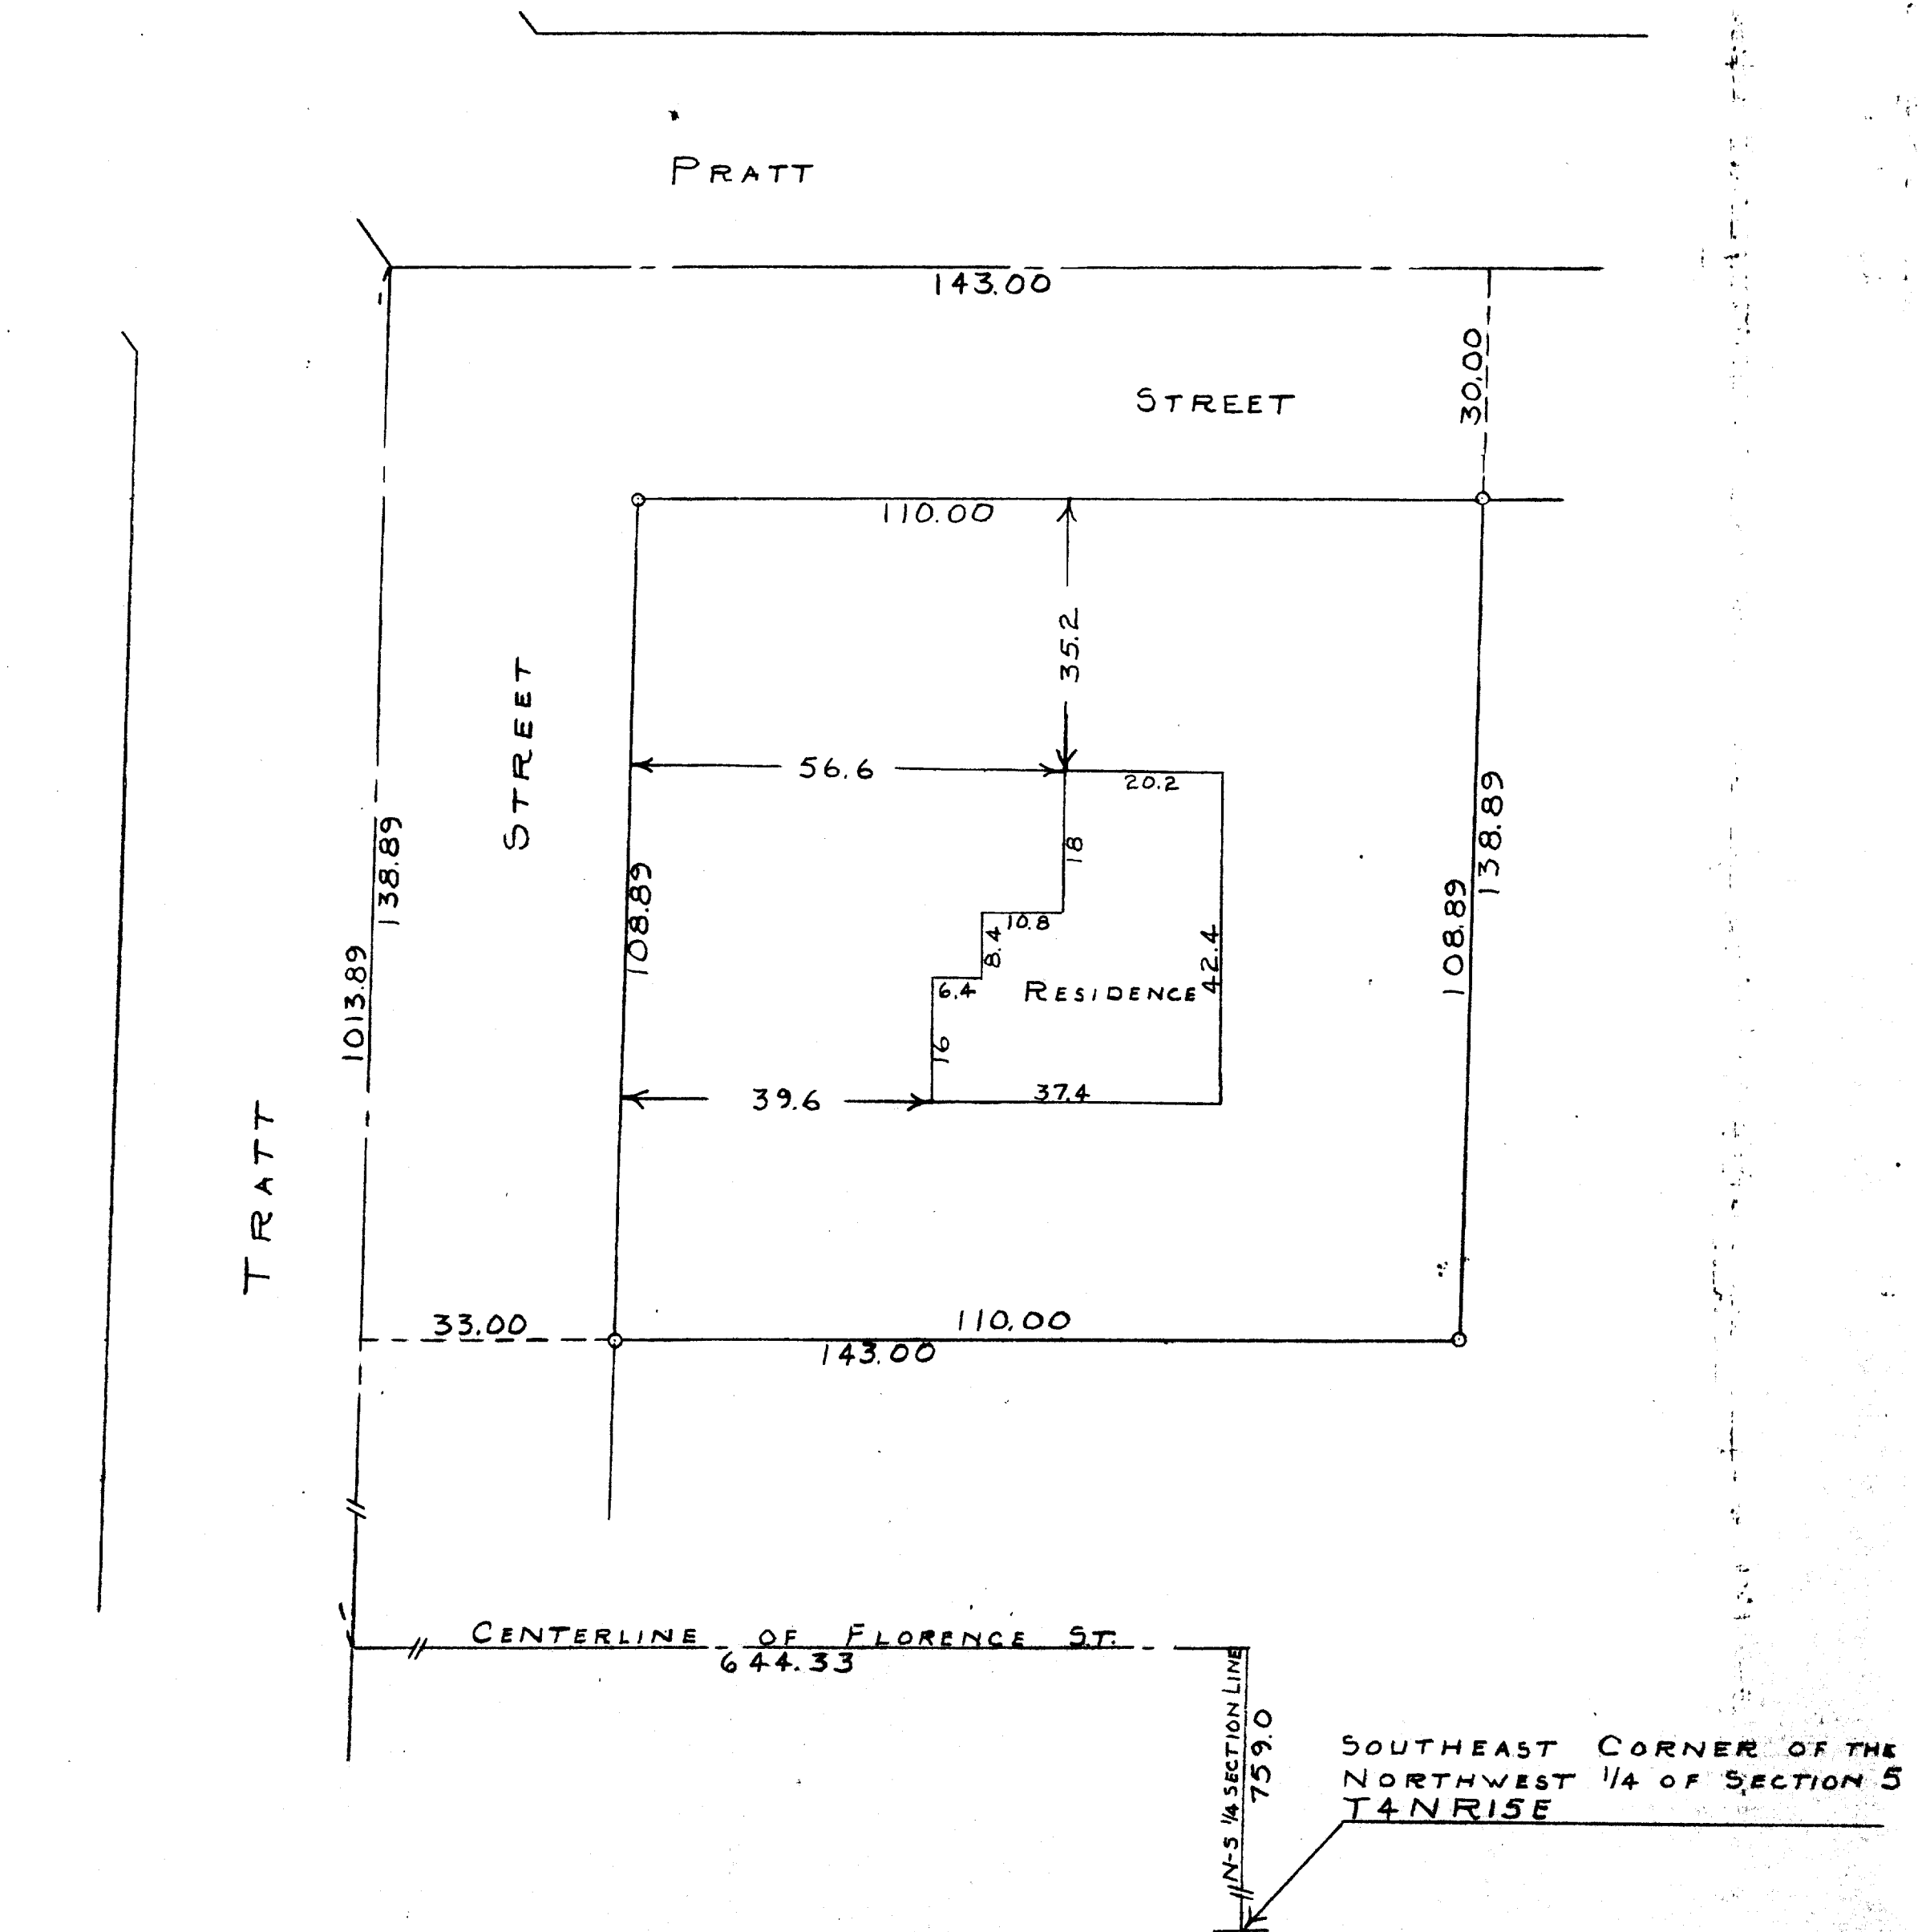 PRATT
143.00
30.00
STREET
110.00
35.2
STREET
56.6
20.2
18
138.89
138.89
108.89
108.89
10.8
8.4
42.4
1013.89
6.4
RESIDENCE
16
39.6
37.4
TRATT
33.00
110.00
143.00
CENTERLINE OF FLORENCE ST.
644.33
N-S 1/4 SECTION LINE
759.0
SOUTHEAST CORNER OF THE
NORTHWEST 1/4 OF SECTION 5
T4NR15E